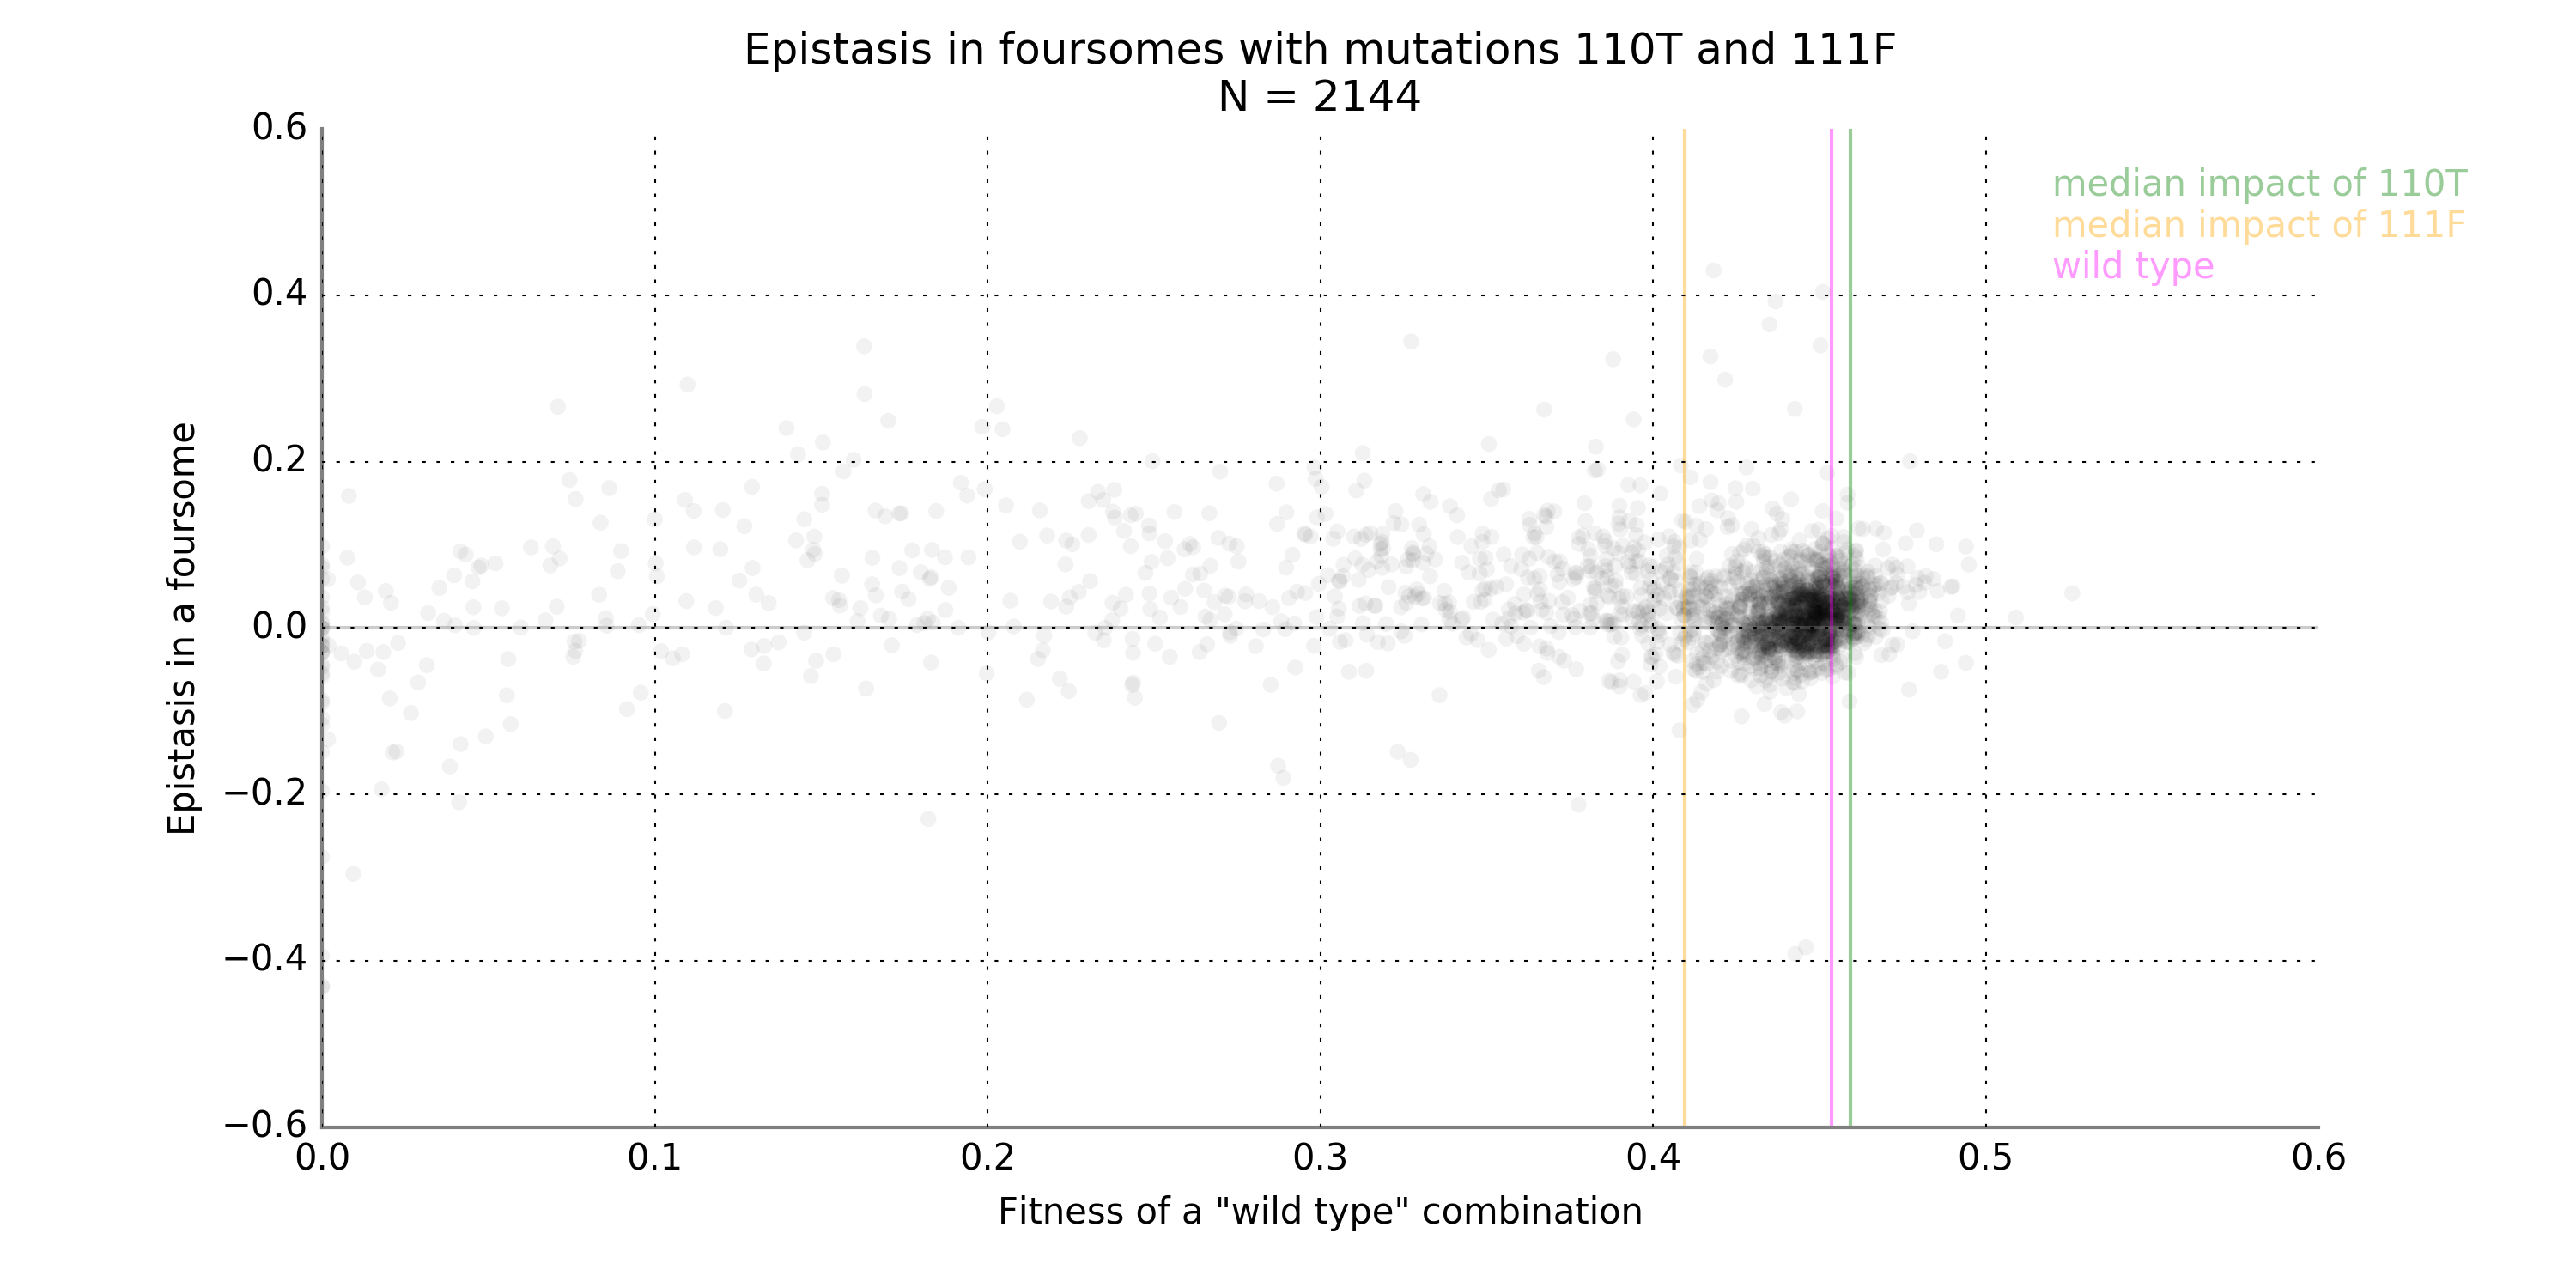 Epistasis in foursomes with mutations 110T and 111F
N = 2144
median impact of 110T
median impact of 111F
wild type
Epistasis in a foursome
0.6
0.4
0.2
0.0
−0.2
−0.4
−0.6
0.0 0.1 0.2 0.3 0.4 0.5 0.6
Fitness of a "wild type" combination